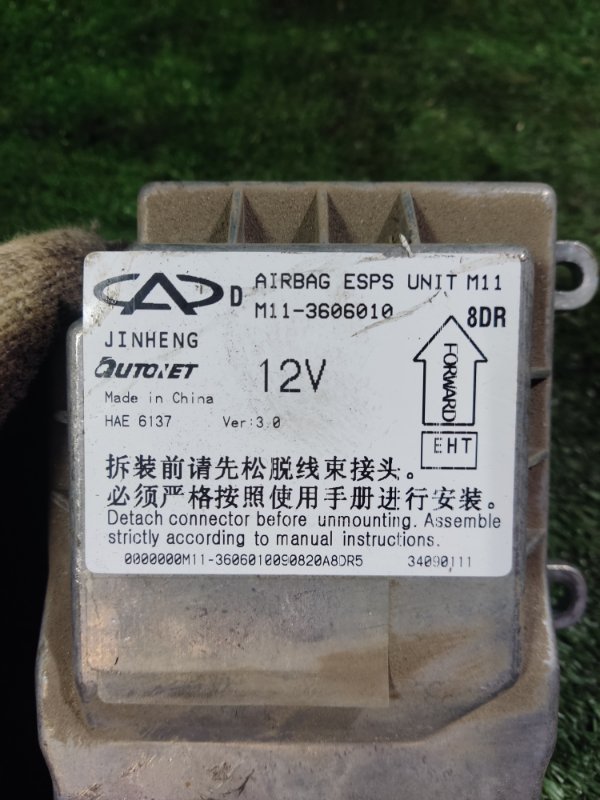 D AIRBAG ESPS UNIT M11
M11-3606010
8DR
JINHENG
AUTONET
12V
FORWARD
Made in China
HAE 6137 Ver:3.0
EHT
拆装前请先松脱线束接头。
必须严格按照使用手册进行安装。
Detach connector before unmounting. Assemble
strictly according to manual instructions.
0000000M11-3606010090820A8DR5 34090111